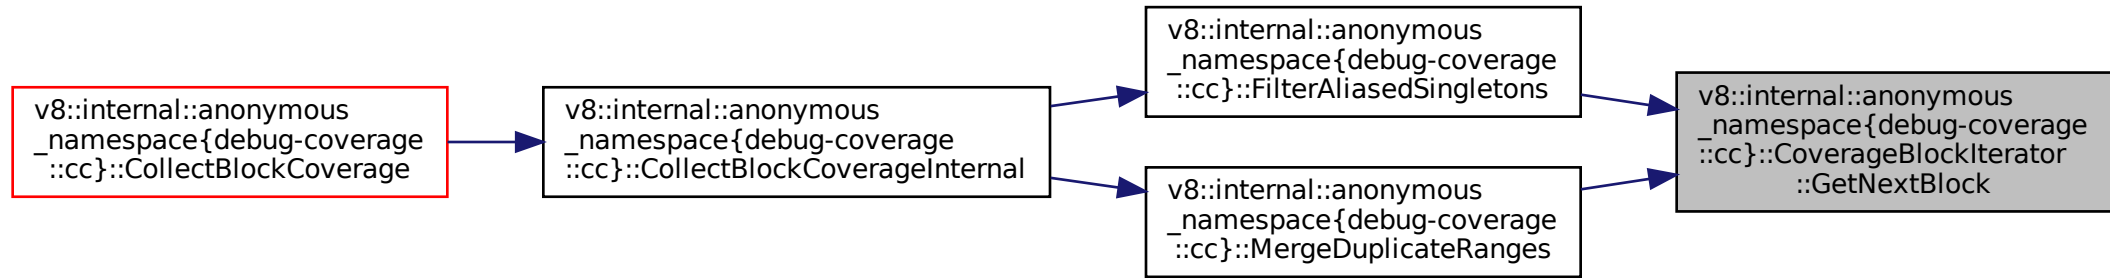 v8::internal::anonymous
_namespace{debug-coverage
::cc}::CollectBlockCoverage
v8::internal::anonymous
_namespace{debug-coverage
::cc}::CollectBlockCoverageInternal
v8::internal::anonymous
_namespace{debug-coverage
::cc}::FilterAliasedSingletons
v8::internal::anonymous
_namespace{debug-coverage
::cc}::MergeDuplicateRanges
v8::internal::anonymous
_namespace{debug-coverage
::cc}::CoverageBlockIterator
::GetNextBlock